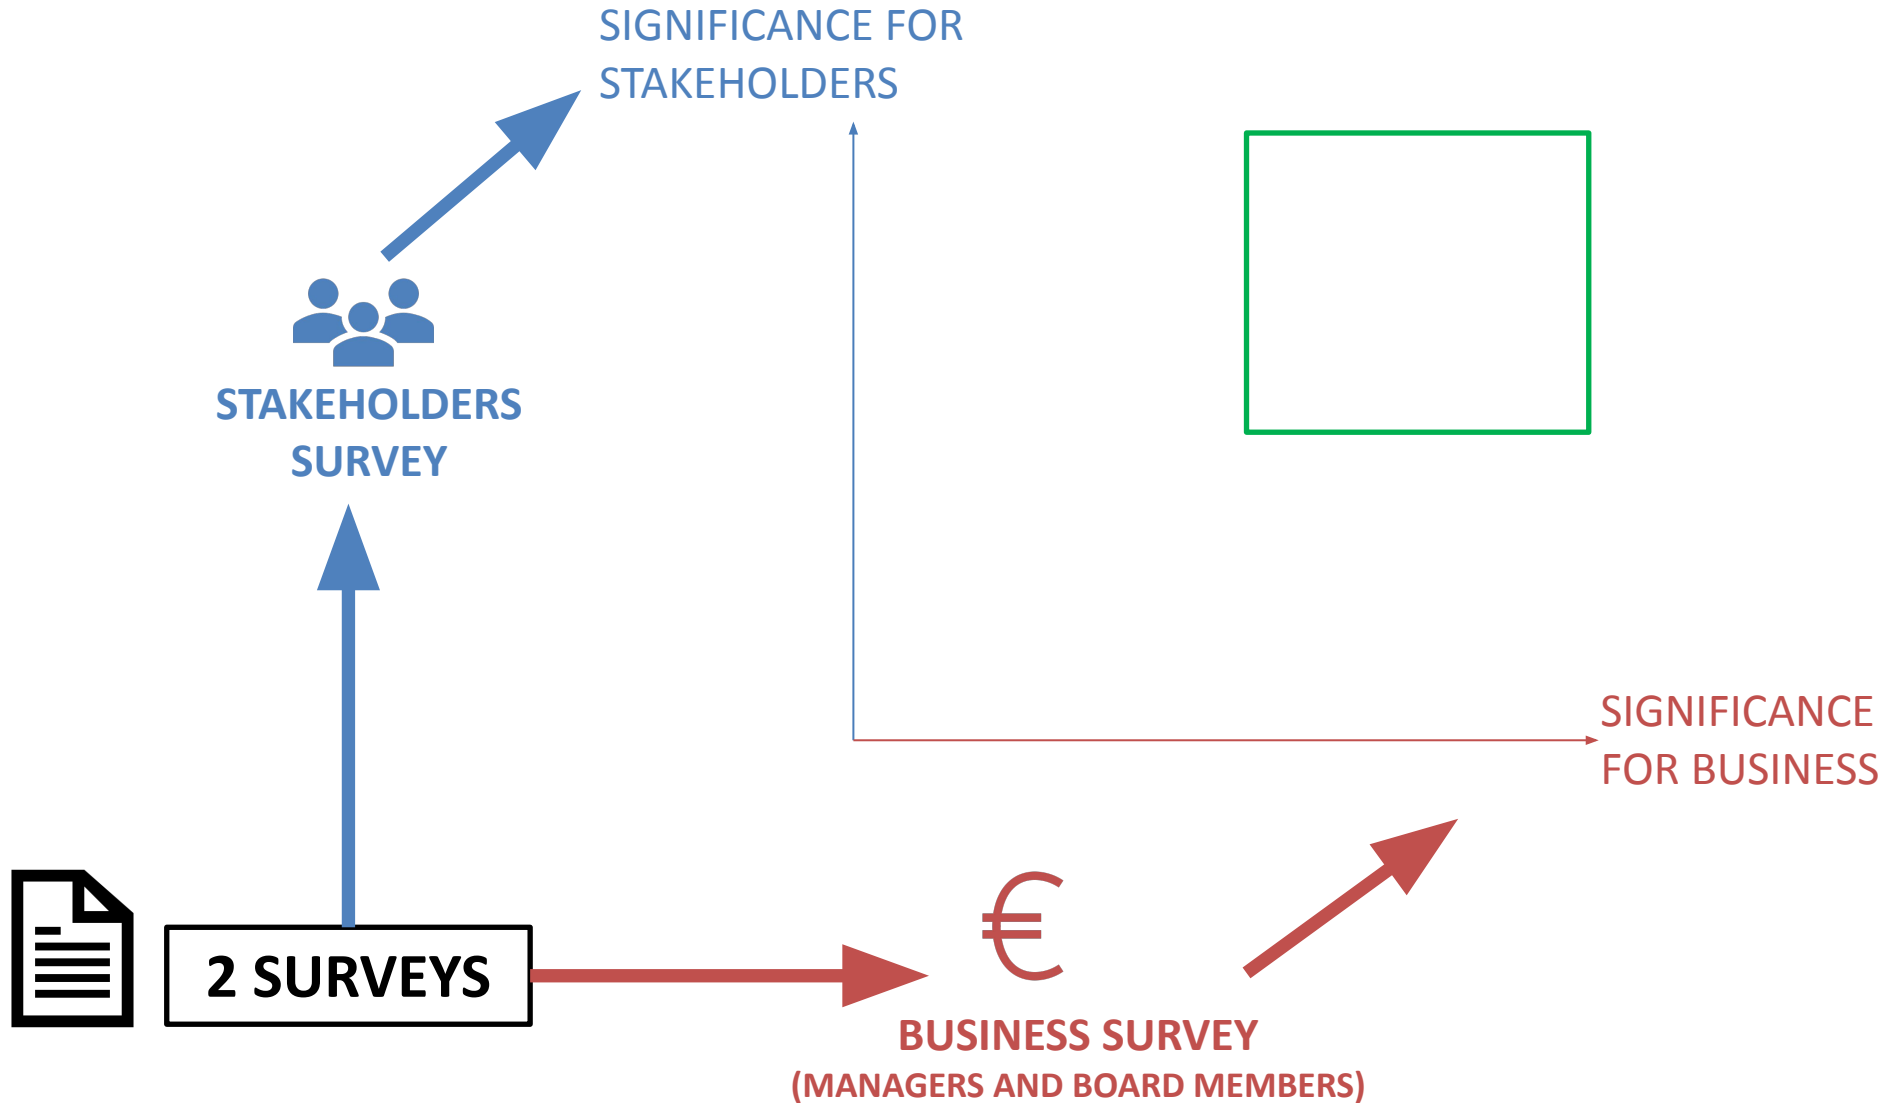 SIGNIFICANCE FOR
STAKEHOLDERS
STAKEHOLDERS
SURVEY
SIGNIFICANCE
FOR BUSINESS
2 SURVEYS
€
BUSINESS SURVEY
(MANAGERS AND BOARD MEMBERS)